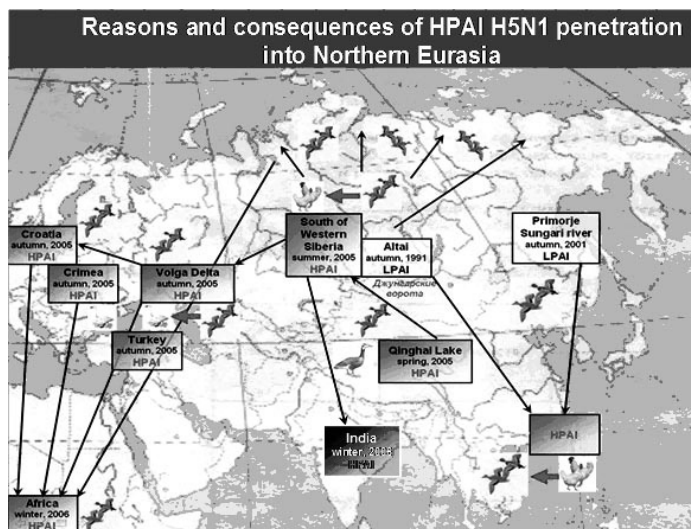 Reasons and consequences of HPAI H5N1 penetration
into Northern Eurasia
Croatia
autumn, 2005
HPAI
Crimea
autumn, 2005
HPAI
Volga Delta
autumn, 2005
HPAI
Turkey
autumn, 2005
HPAI
South of
Western
Siberia
summer, 2005
HPAI
Altai
autumn, 1991
LPAI
Джунгарские
ворота
Primorje
Sungari river
autumn, 2001
LPAI
Qinghai Lake
spring, 2005
HPAI
India
HPAI
Africa
winter, 2006
HPAI